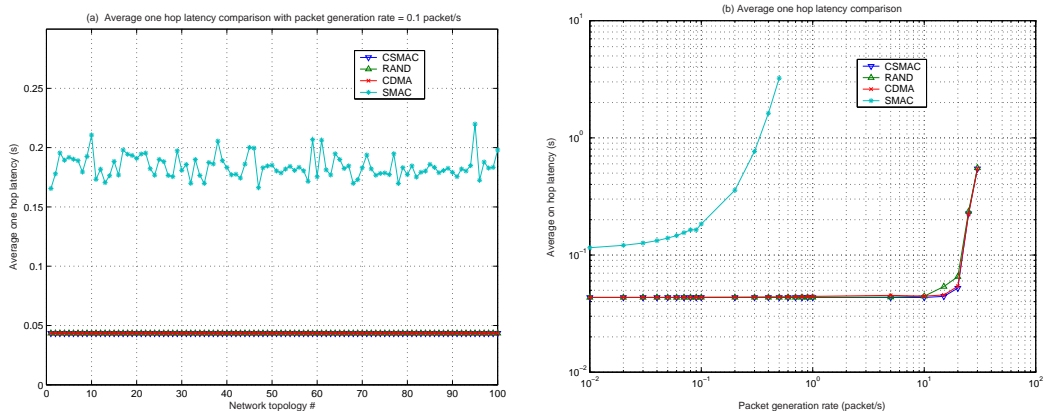 (a) Average one hop latency comparison with packet generation rate = 0.1 packet/s
Average one hop latency (s)
0.25
0.2
0.15
0.1
0.05
0
CSMAC
RAND
CDMA
SMAC
0 10 20 30 40 50 60 70 80 90 100
Network topology #
(b) Average one hop latency comparison
Average on hop latency (s)
10^1
10^0
10^-1
10^-2
CSMAC
RAND
CDMA
SMAC
10^-2 10^-1 10^0 10^1 10^2
Packet generation rate (packet/s)